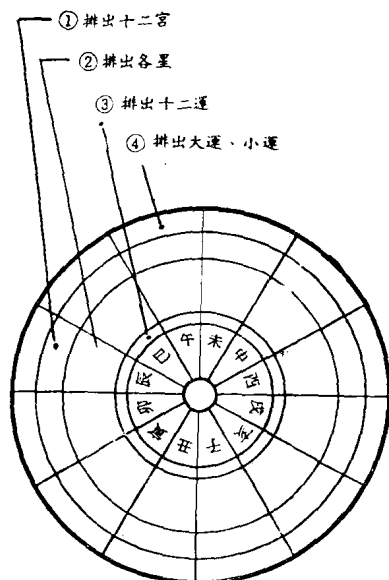 ① 排出十二宮
② 排出各星
③ 排出十二運
④ 排出大運、小運
午
未
申
酉
戌
亥
子
丑
寅
卯
辰
巳